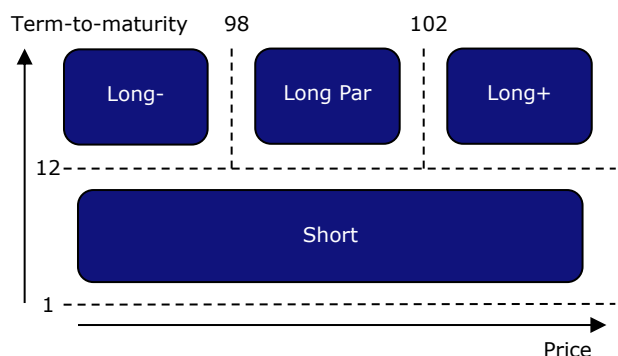 Term-to-maturity 98 102
Long- Long Par Long+
12
Short
1
Price